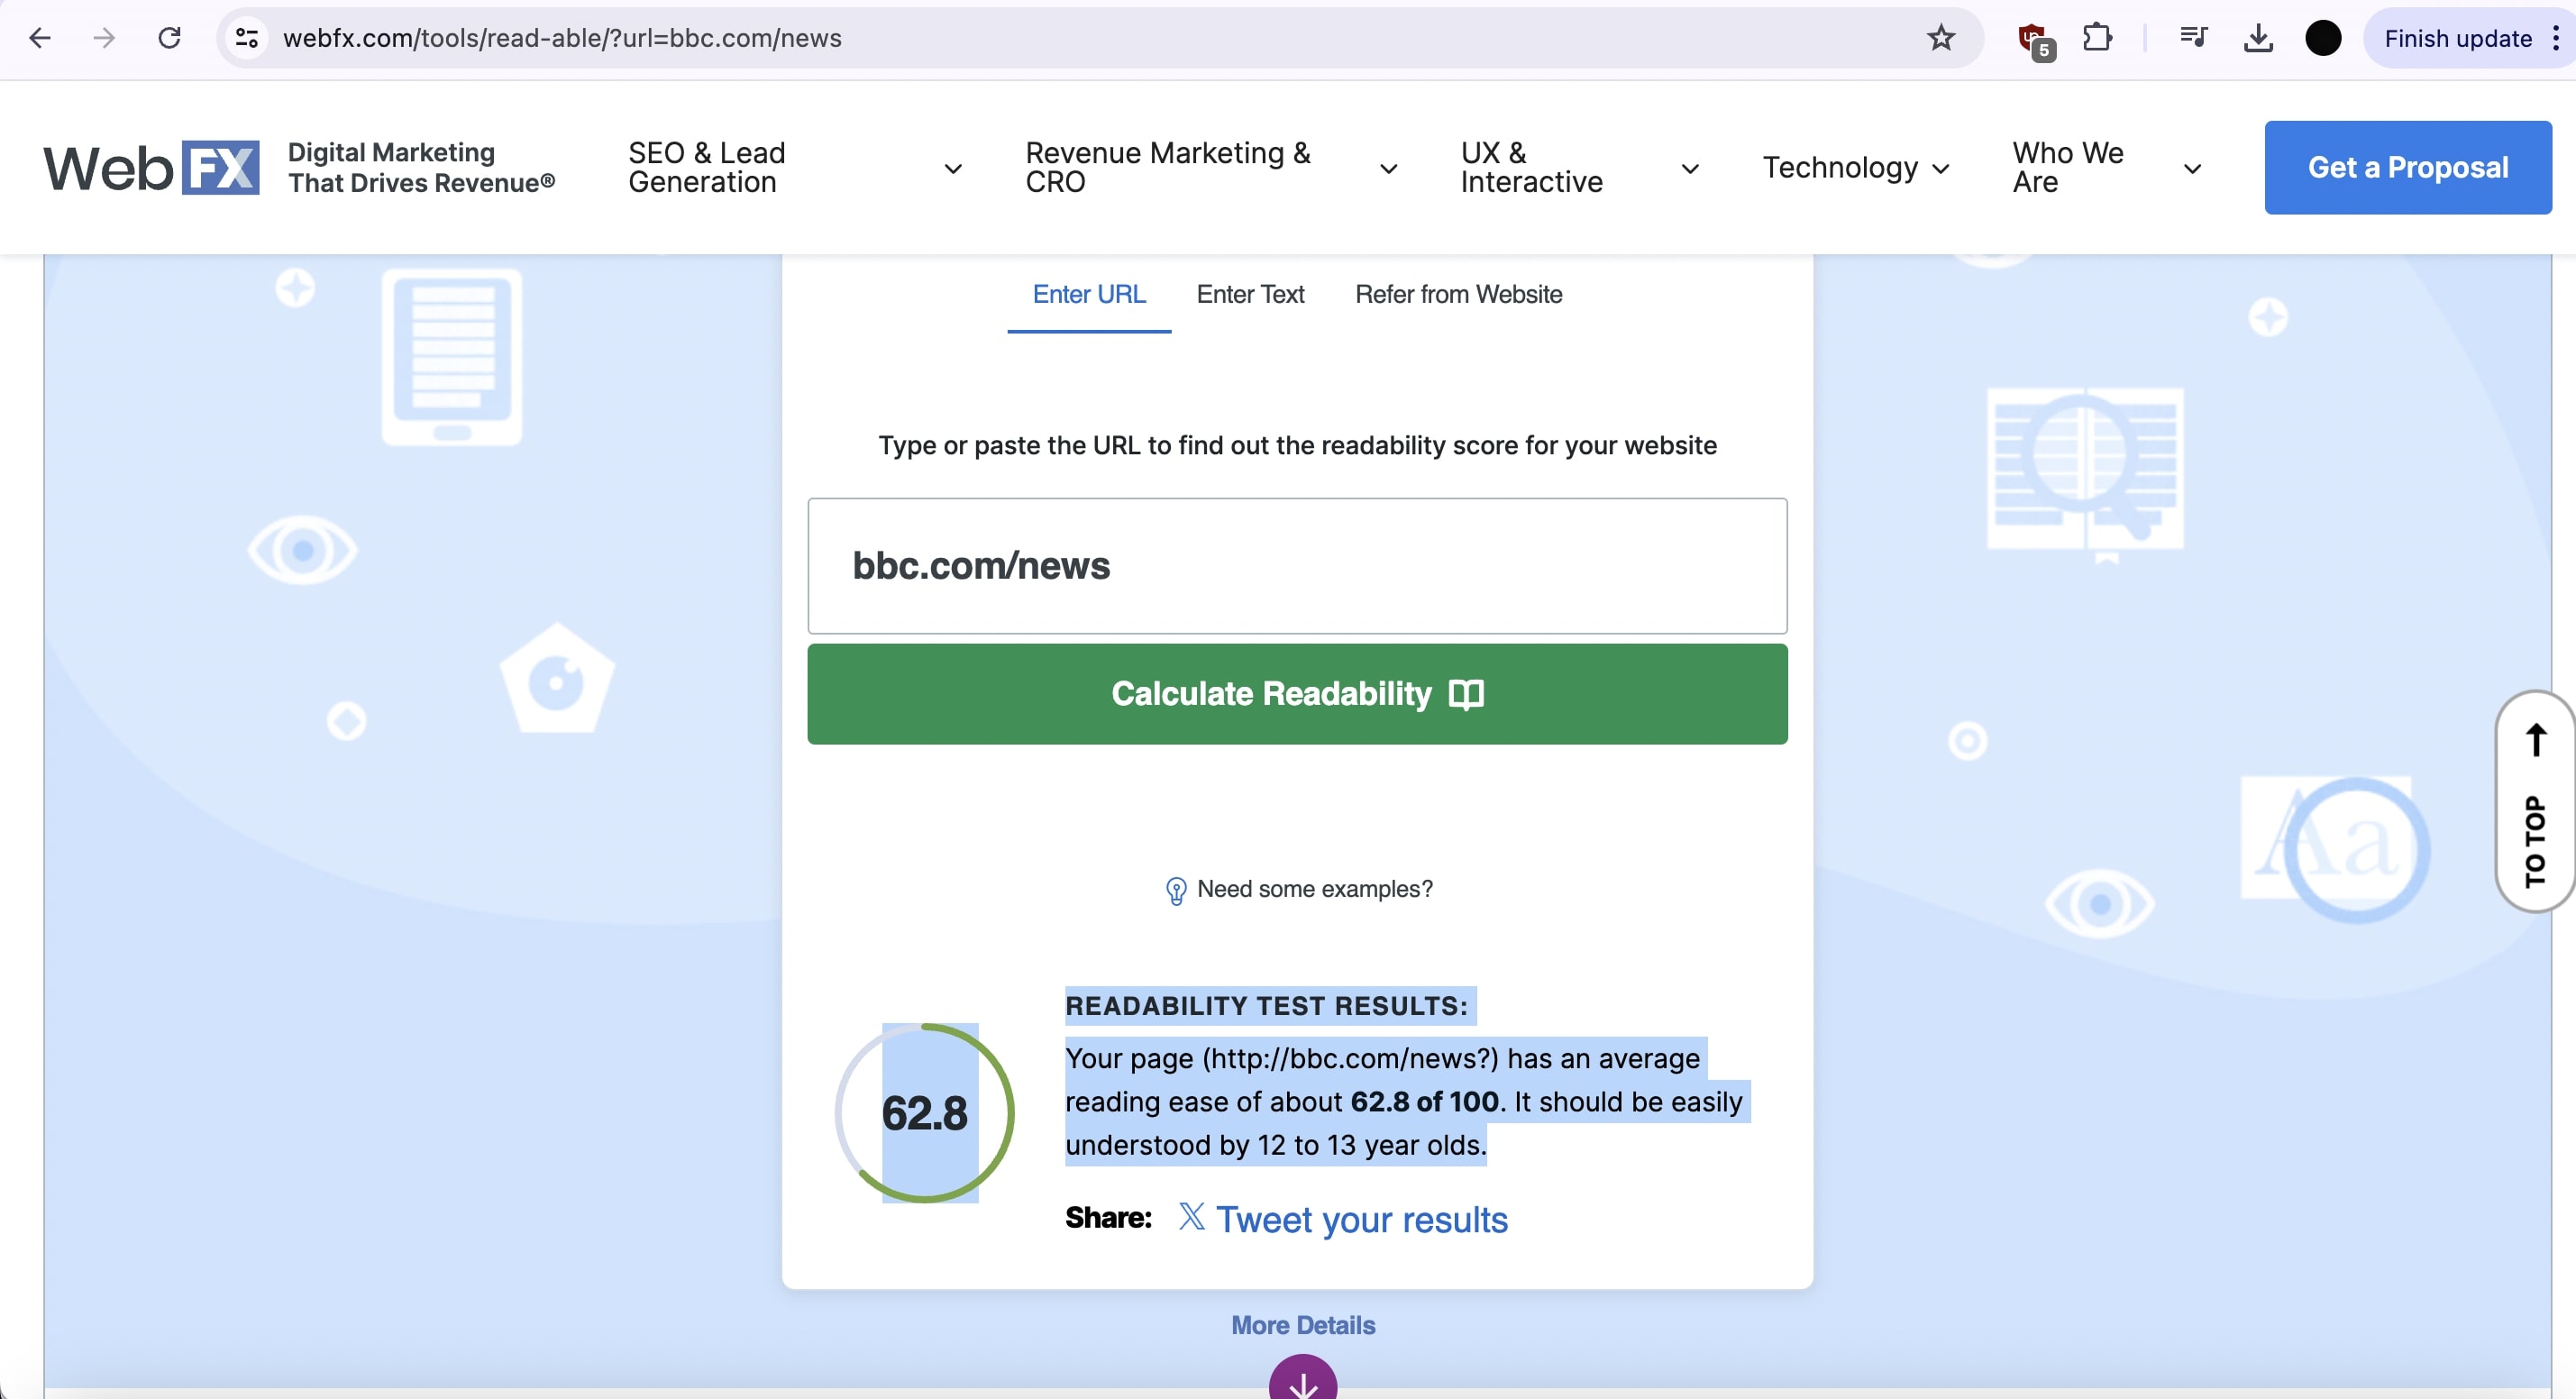 webfx.com/tools/read-able/?url=bbc.com/news
5
Finish update
WebFX
Digital Marketing
That Drives Revenue®
SEO & Lead
Generation
Revenue Marketing &
CRO
UX &
Interactive
Technology
Who We
Are
Get a Proposal
Enter URL
Enter Text
Refer from Website
Type or paste the URL to find out the readability score for your website
bbc.com/news
Calculate Readability
Aa
TO TOP
Need some examples?
62.8
READABILITY TEST RESULTS:
Your page (http://bbc.com/news?) has an average
reading ease of about 62.8 of 100. It should be easily
understood by 12 to 13 year olds.
Share: 𝕏 Tweet your results
More Details